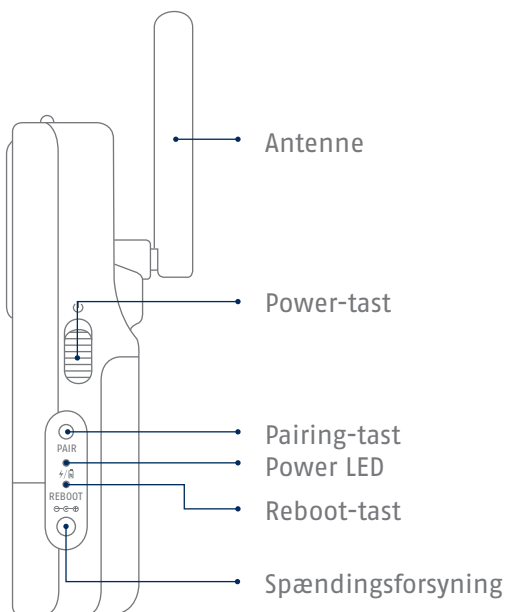 Antenne
Power-tast
Pairing-tast
PAIR
Power LED
REBOOT
Reboot-tast
Spændingsforsyning